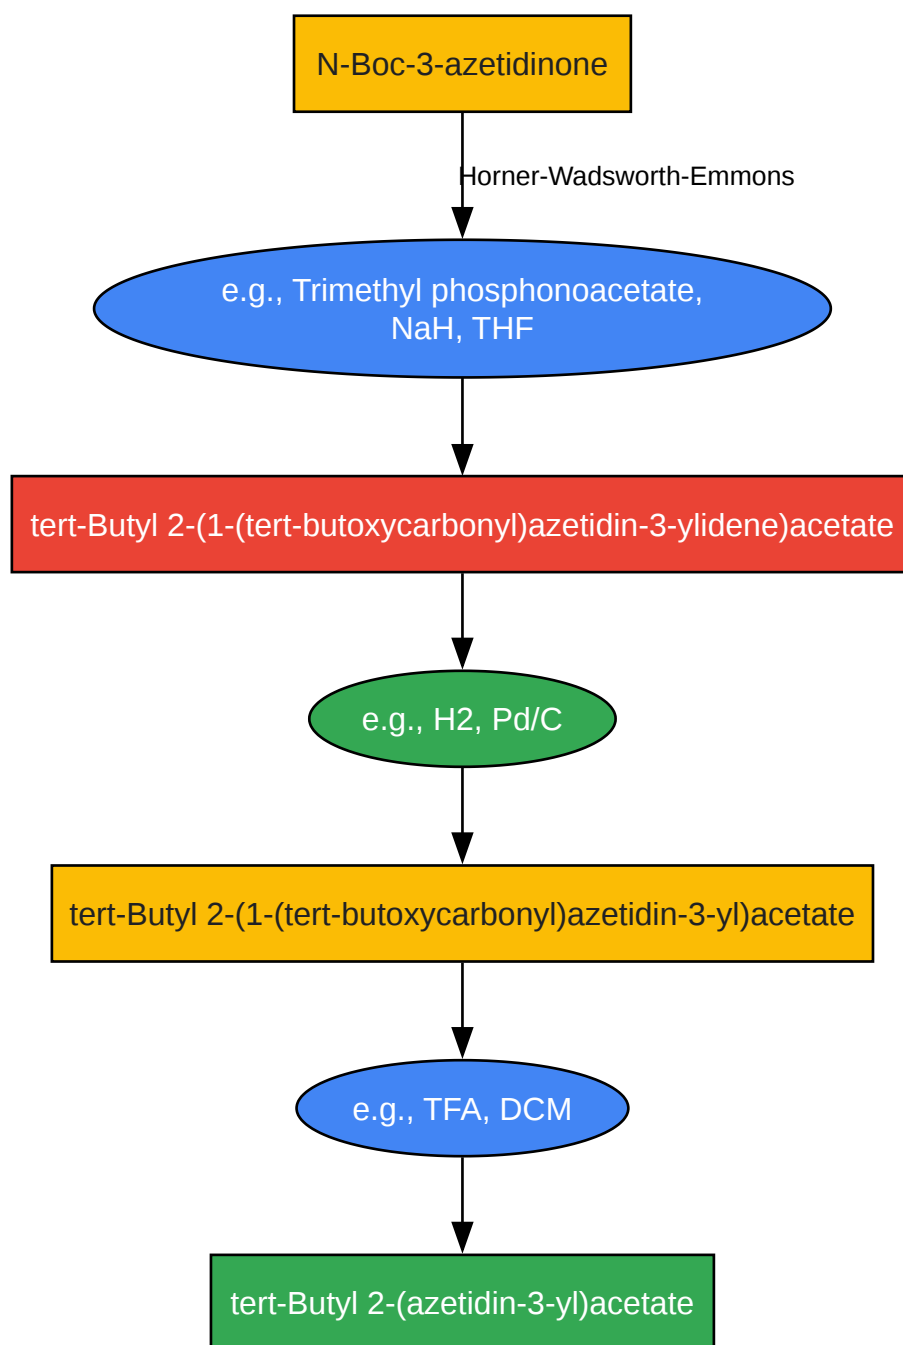 N-Boc-3-azetidinone
Horner-Wadsworth-Emmons
e.g., Trimethyl phosphonoacetate,
NaH, THF
tert-Butyl 2-(1-(tert-butoxycarbonyl)azetidin-3-ylidene)acetate
e.g., H2, Pd/C
tert-Butyl 2-(1-(tert-butoxycarbonyl)azetidin-3-yl)acetate
e.g., TFA, DCM
tert-Butyl 2-(azetidin-3-yl)acetate